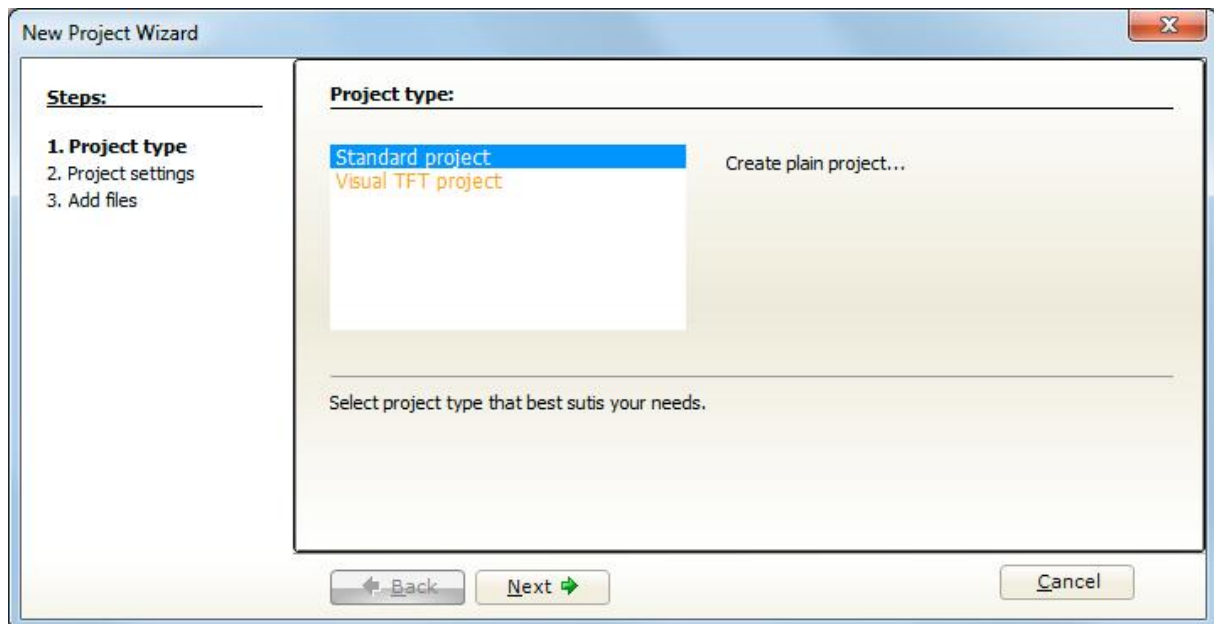 New Project Wizard
Steps:
1. Project type
2. Project settings
3. Add files
Project type:
Standard project
Visual TFT project
Create plain project...
Select project type that best sutis your needs.
Back
Next
Cancel